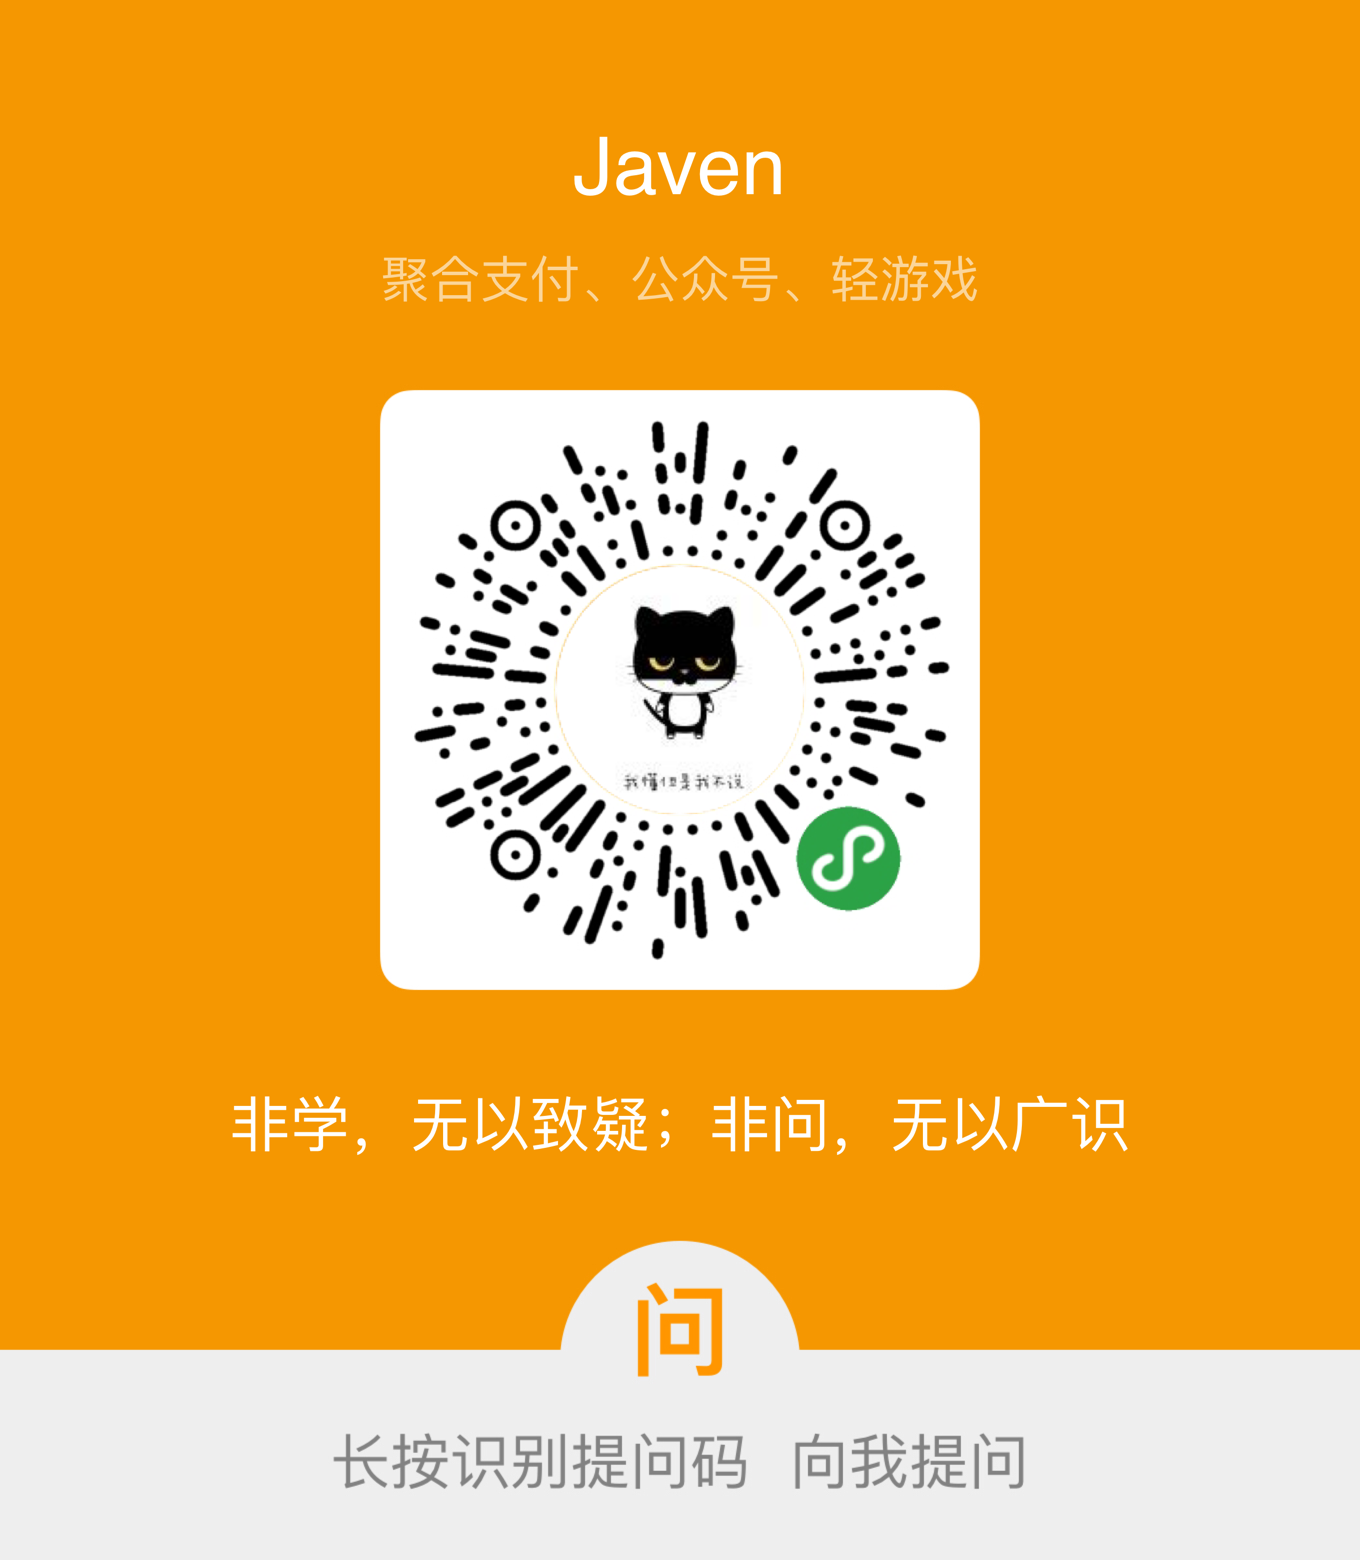 Javen
聚合支付、公众号、轻游戏
我懂但是我不说
非学，无以致疑；非问，无以广识
问
长按识别提问码 向我提问